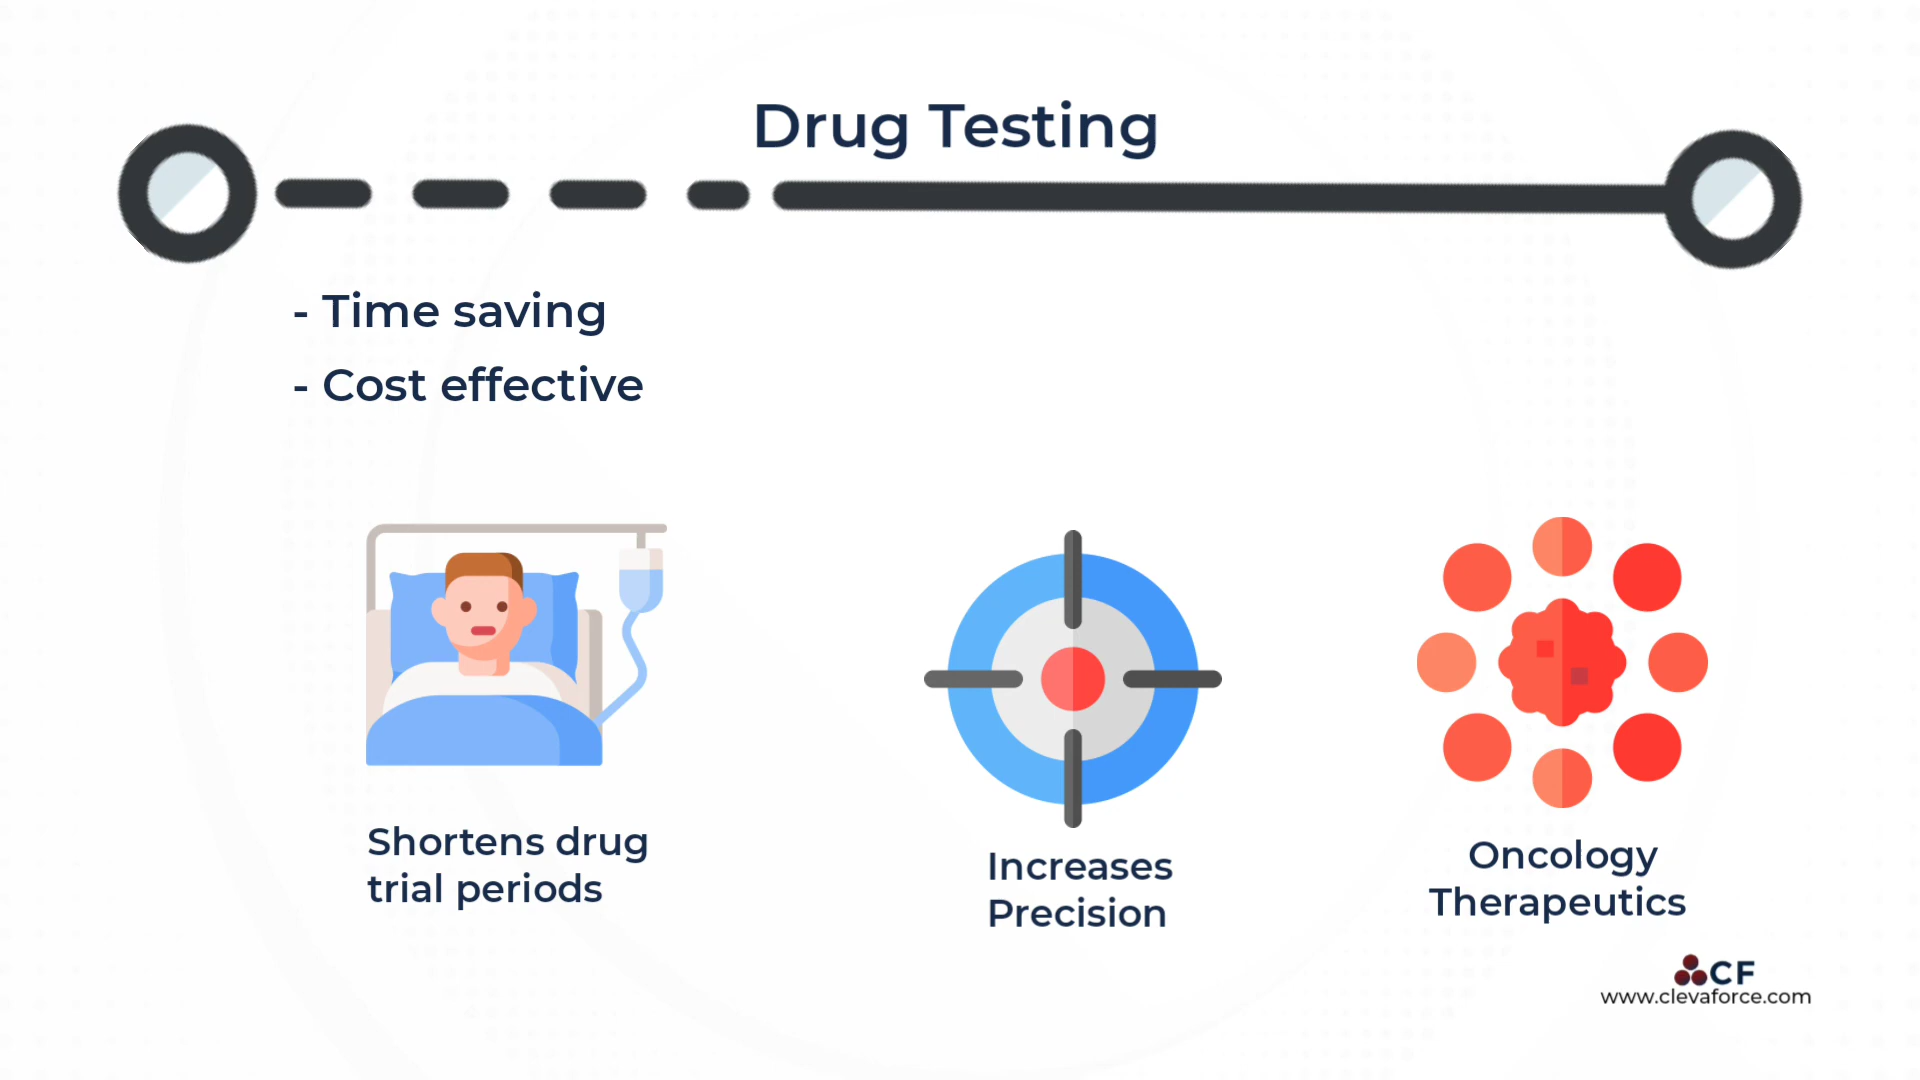 Drug Testing
- Time saving
- Cost effective
Shortens drug
trial periods
Increases
Precision
Oncology
Therapeutics
CF
www.clevaforce.com